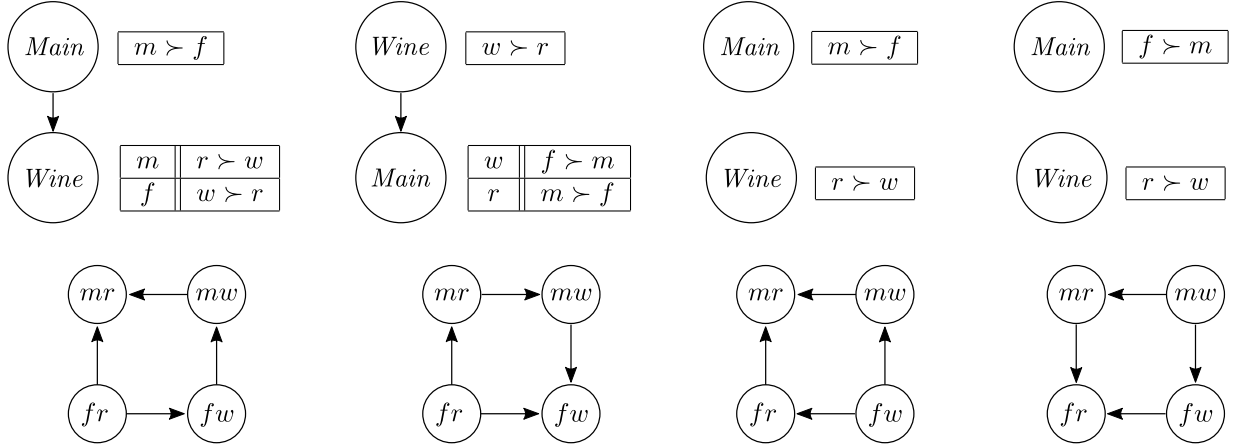 Main m ≻ f
Wine m r ≻ w
f w ≻ r
mr mw
fr fw
Wine w ≻ r
Main w f ≻ m
r m ≻ f
mr mw
fr fw
Main m ≻ f
Wine r ≻ w
mr mw
fr fw
Main f ≻ m
Wine r ≻ w
mr mw
fr fw